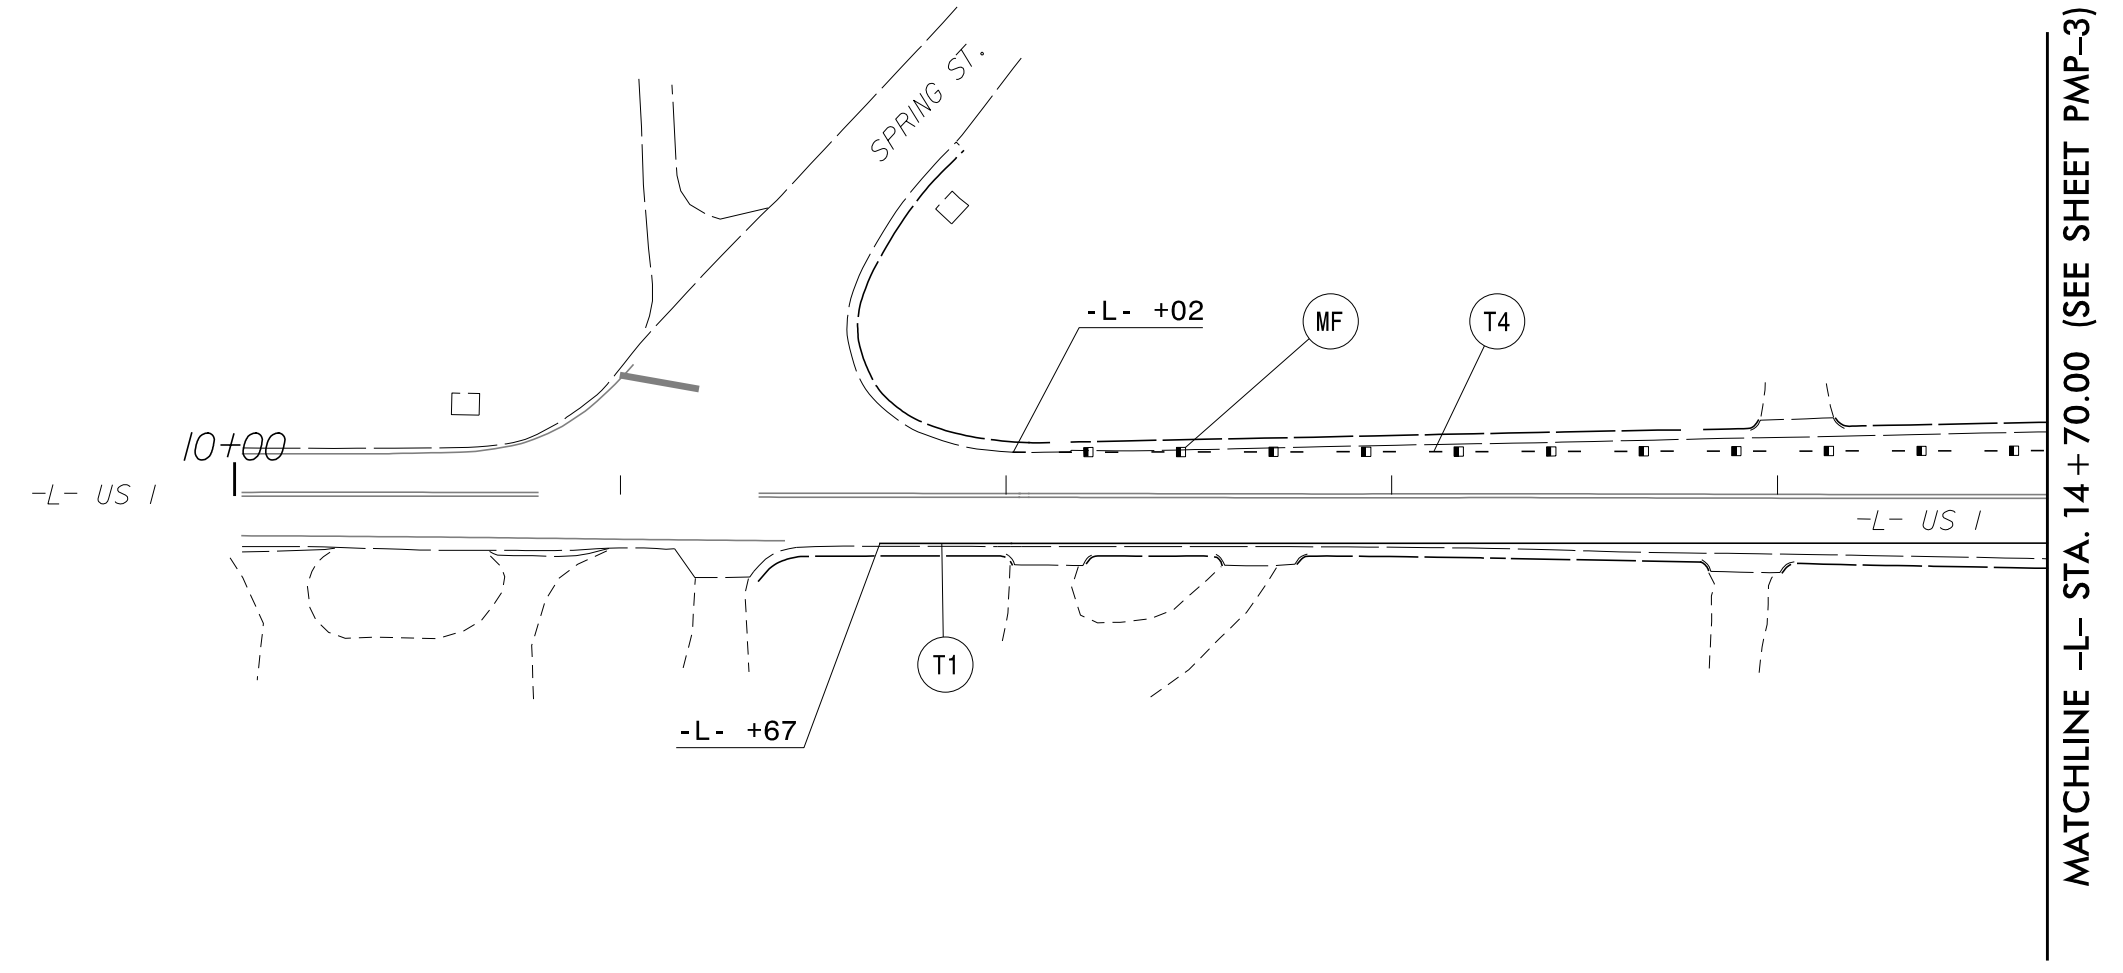 SPRING ST.
-L- +02
MF
T4
10+00
-L- US 1
-L- US 1
T1
-L- +67
MATCHLINE -L- STA. 14+70.00 (SEE SHEET PMP-3)